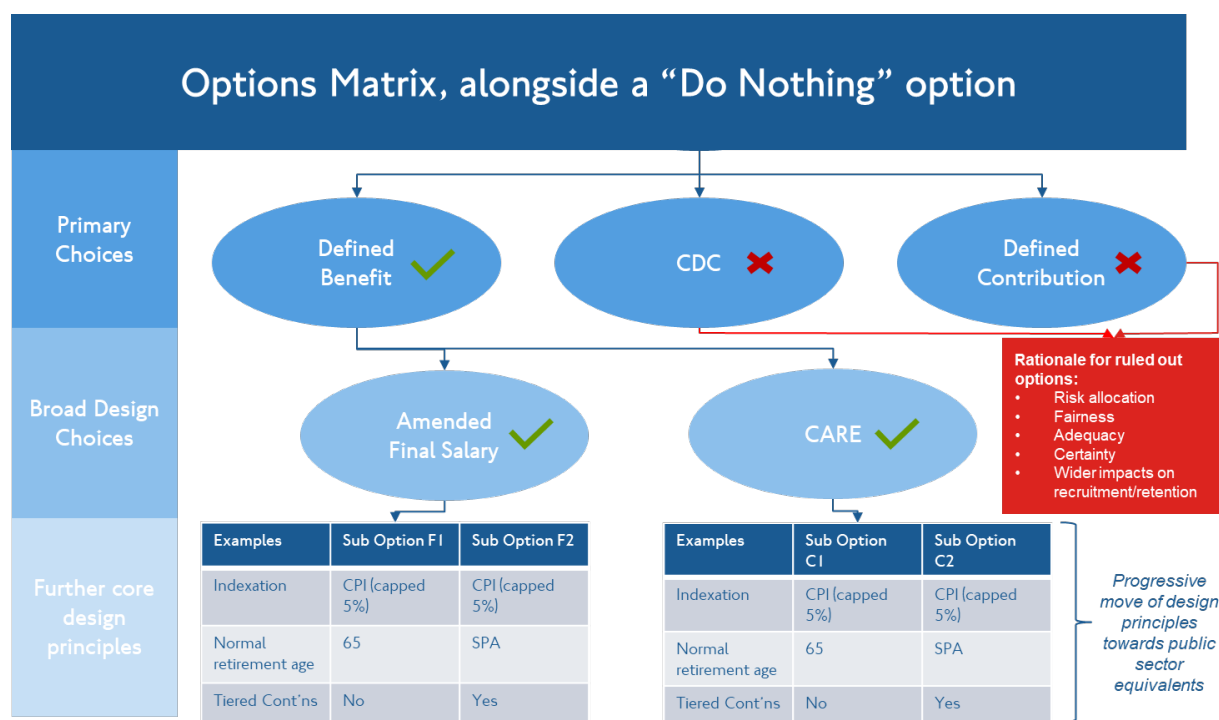 Options Matrix, alongside a “Do Nothing” option
Primary
Choices
Defined
Benefit
CDC
Defined
Contribution
Rationale for ruled out
options:
• Risk allocation
• Fairness
• Adequacy
• Certainty
• Wider impacts on
recruitment/retention
Broad Design
Choices
Amended
Final Salary
CARE
Further core
design
principles
Examples Sub Option F1 Sub Option F2
Indexation CPI (capped CPI (capped
5%) 5%)
Normal 65 SPA
retirement age
Tiered Cont’ns No Yes
Examples Sub Option Sub Option
C1 C2
Indexation CPI (capped CPI (capped
5%) 5%)
Normal 65 SPA
retirement age
Tiered Cont’ns No Yes
Progressive
move of design
principles
towards public
sector
equivalents